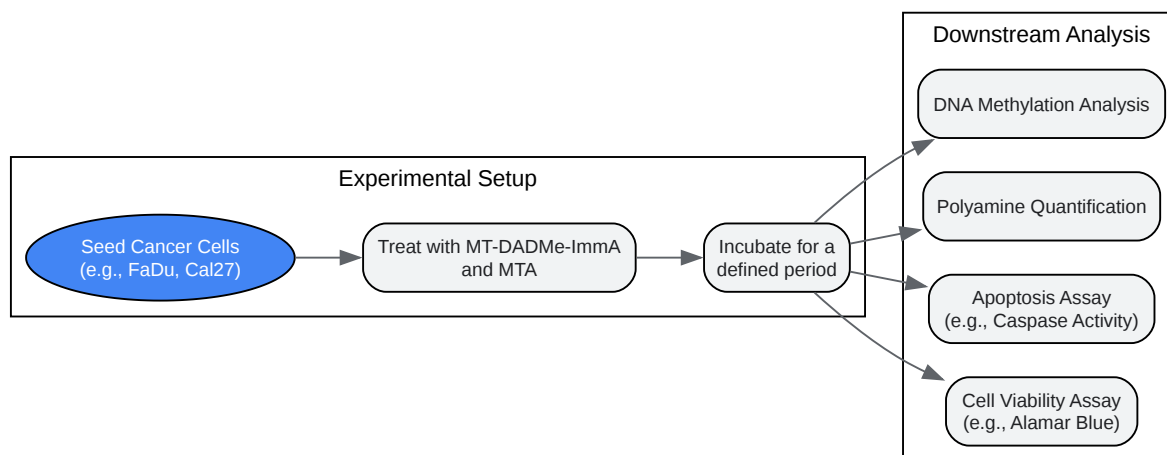 Experimental Setup
Seed Cancer Cells
(e.g., FaDu, Cal27)
Treat with MT-DADMe-ImmA
and MTA
Incubate for a
defined period
Downstream Analysis
DNA Methylation Analysis
Polyamine Quantification
Apoptosis Assay
(e.g., Caspase Activity)
Cell Viability Assay
(e.g., Alamar Blue)